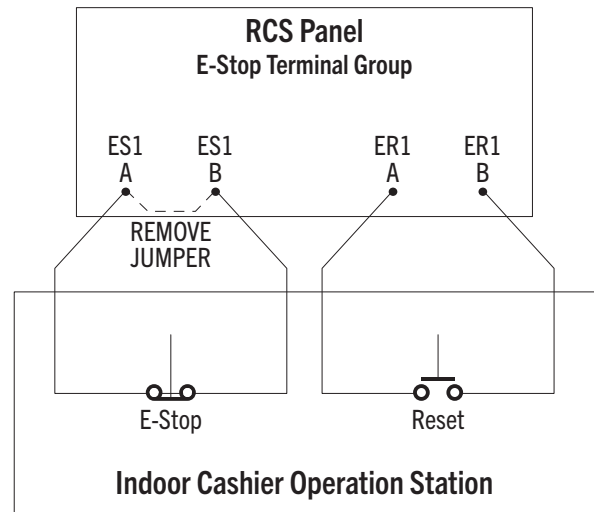 RCS Panel
E-Stop Terminal Group
ES1 ES1 ER1 ER1
A B A B
REMOVE
JUMPER
E-Stop Reset
Indoor Cashier Operation Station